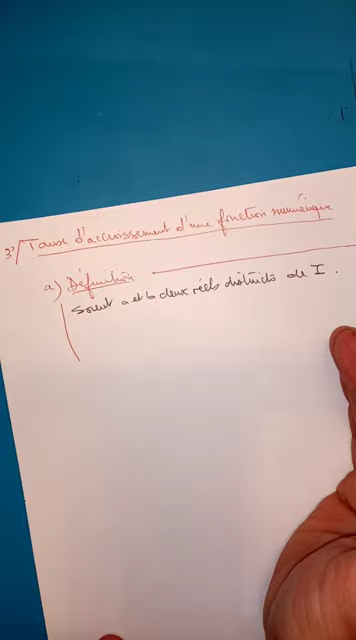 3°/ Taux d'accroissement d'une fonction numérique
a) Définition
Soient a et b deux réels distincts de I.